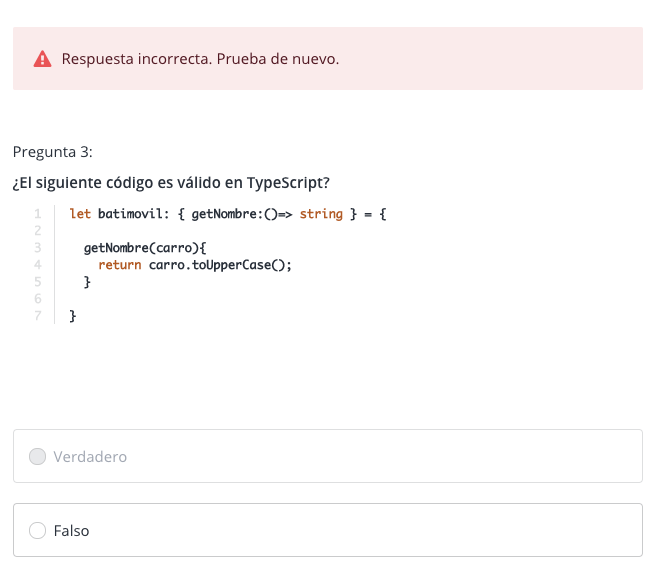 Respuesta incorrecta. Prueba de nuevo.
Pregunta 3:
¿El siguiente código es válido en TypeScript?
1 let batimovil: { getNombre:()=> string } = {
2
3 getNombre(carro){
4 return carro.toUpperCase();
5 }
6
7 }
Verdadero
Falso